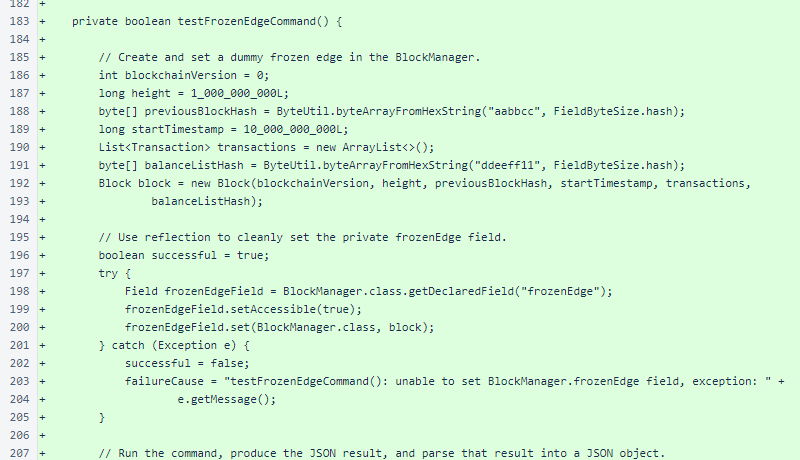 182 +
183 + private boolean testFrozenEdgeCommand() {
184 +
185 + // Create and set a dummy frozen edge in the BlockManager.
186 + int blockchainVersion = 0;
187 + long height = 1_000_000_000L;
188 + byte[] previousBlockHash = ByteUtil.byteArrayFromHexString("aabbcc", FieldByteSize.hash);
189 + long startTimestamp = 10_000_000_000L;
190 + List<Transaction> transactions = new ArrayList<>();
191 + byte[] balanceListHash = ByteUtil.byteArrayFromHexString("ddeeff11", FieldByteSize.hash);
192 + Block block = new Block(blockchainVersion, height, previousBlockHash, startTimestamp, transactions,
193 + balanceListHash);
194 +
195 + // Use reflection to cleanly set the private frozenEdge field.
196 + boolean successful = true;
197 + try {
198 + Field frozenEdgeField = BlockManager.class.getDeclaredField("frozenEdge");
199 + frozenEdgeField.setAccessible(true);
200 + frozenEdgeField.set(BlockManager.class, block);
201 + } catch (Exception e) {
202 + successful = false;
203 + failureCause = "testFrozenEdgeCommand(): unable to set BlockManager.frozenEdge field, exception: " +
204 + e.getMessage();
205 + }
206 +
207 + // Run the command, produce the JSON result, and parse that result into a JSON object.